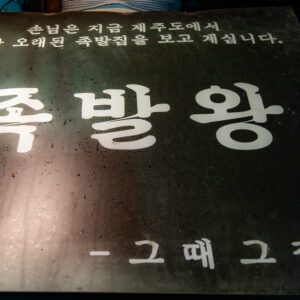 손님은 지금 제주도에서
오래된 족발집을 보고 계십니다.
족발왕
- 그때 그